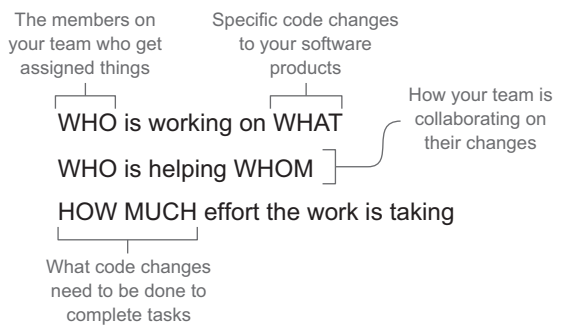 The members on
your team who get
assigned things
Specific code changes
to your software
products
WHO is working on WHAT
How your team is
collaborating on
their changes
WHO is helping WHOM
HOW MUCH effort the work is taking
What code changes
need to be done to
complete tasks